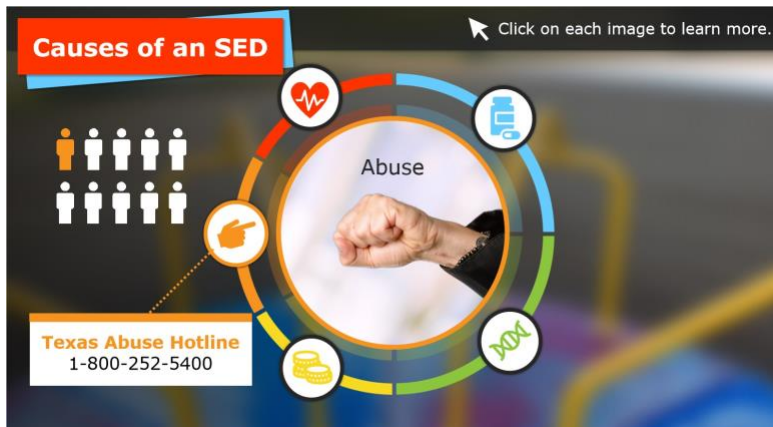 Causes of an SED
Click on each image to learn more.
Abuse
Texas Abuse Hotline
1-800-252-5400